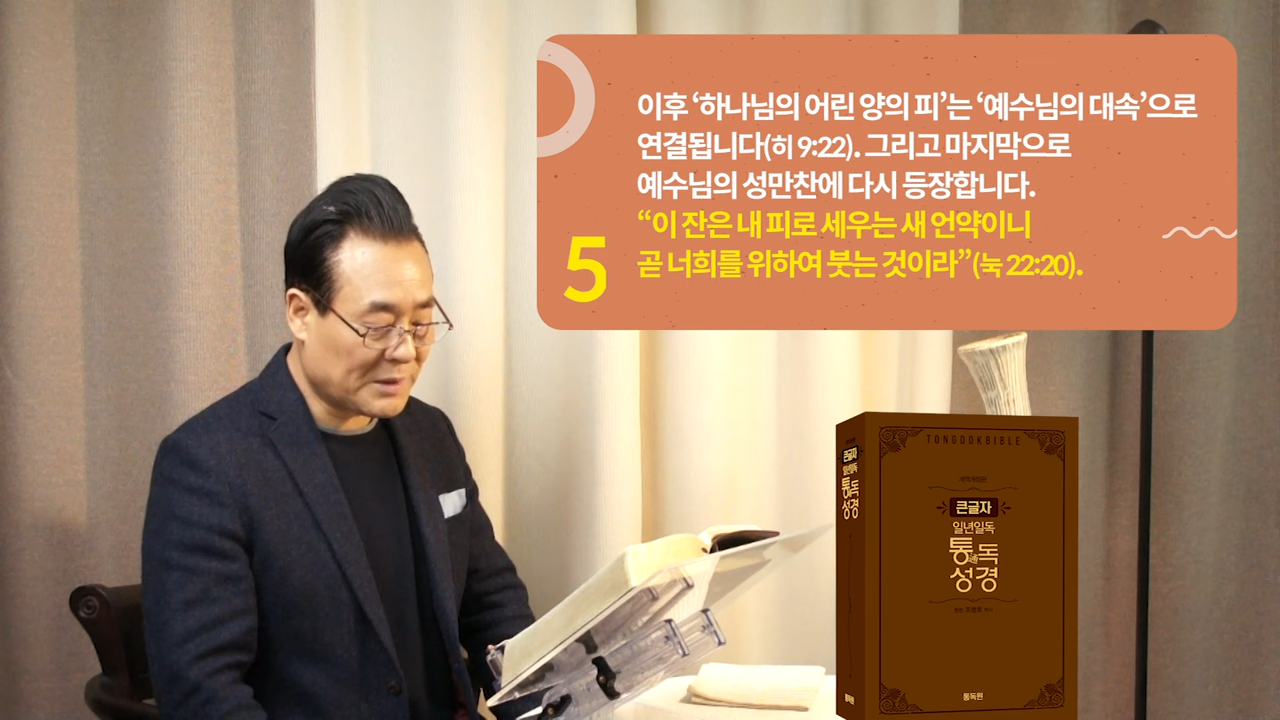 이후 ‘하나님의 어린 양의 피’는 ‘예수님의 대속’으로
연결됩니다(히 9:22). 그리고 마지막으로
예수님의 성만찬에 다시 등장합니다.
“이 잔은 내 피로 세우는 새 언약이니
곧 너희를 위하여 붓는 것이라”(눅 22:20).
5
TONGDOKBIBLE
큰글자
일년일독
통독
성경
통독원
큰글자
일년일독
통독
성경
통독원